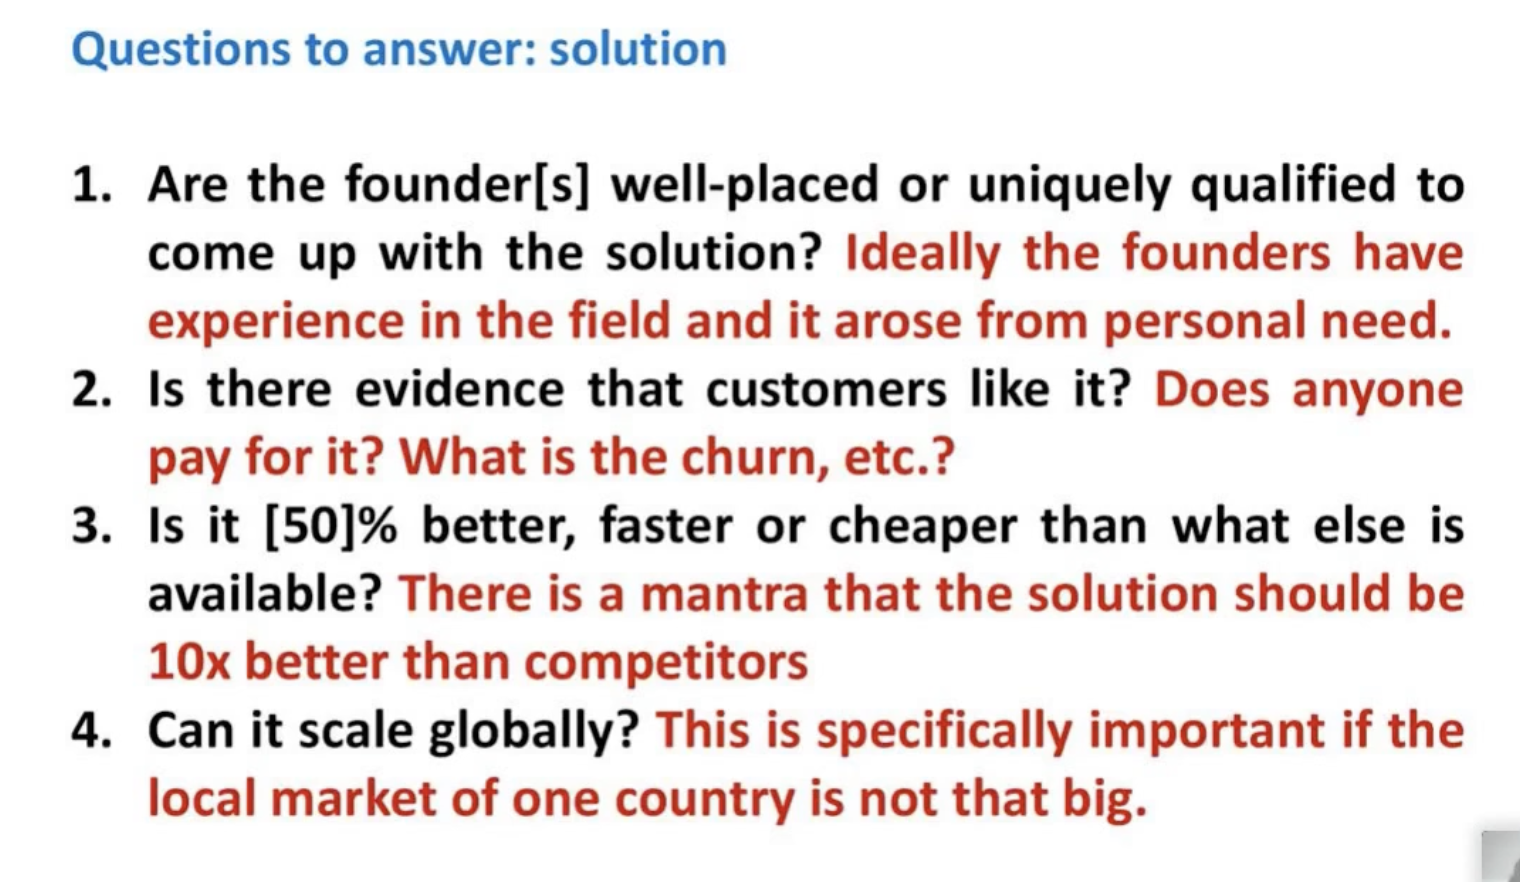 Questions to answer: solution
1. Are the founder[s] well-placed or uniquely qualified to
come up with the solution? Ideally the founders have
experience in the field and it arose from personal need.
2. Is there evidence that customers like it? Does anyone
pay for it? What is the churn, etc.?
3. Is it [50]% better, faster or cheaper than what else is
available? There is a mantra that the solution should be
10x better than competitors
4. Can it scale globally? This is specifically important if the
local market of one country is not that big.